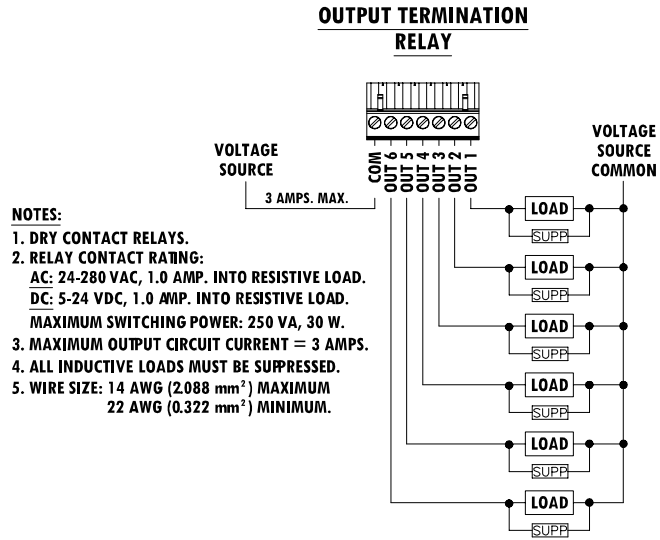 OUTPUT TERMINATION
RELAY
VOLTAGE
SOURCE
VOLTAGE
SOURCE
COMMON
COM
OUT 6
OUT 5
OUT 4
OUT 3
OUT 2
OUT 1
3 AMPS. MAX.
NOTES:
1. DRY CONTACT RELAYS.
2. RELAY CONTACT RATING:
AC: 24-280 VAC, 1.0 AMP. INTO RESISTIVE LOAD.
DC: 5-24 VDC, 1.0 AMP. INTO RESISTIVE LOAD.
MAXIMUM SWITCHING POWER: 250 VA, 30 W.
3. MAXIMUM OUTPUT CIRCUIT CURRENT = 3 AMPS.
4. ALL INDUCTIVE LOADS MUST BE SUPPRESSED.
5. WIRE SIZE: 14 AWG (2.088 mm²) MAXIMUM
22 AWG (0.322 mm²) MINIMUM.
LOAD
SUPP
LOAD
SUPP
LOAD
SUPP
LOAD
SUPP
LOAD
SUPP
LOAD
SUPP